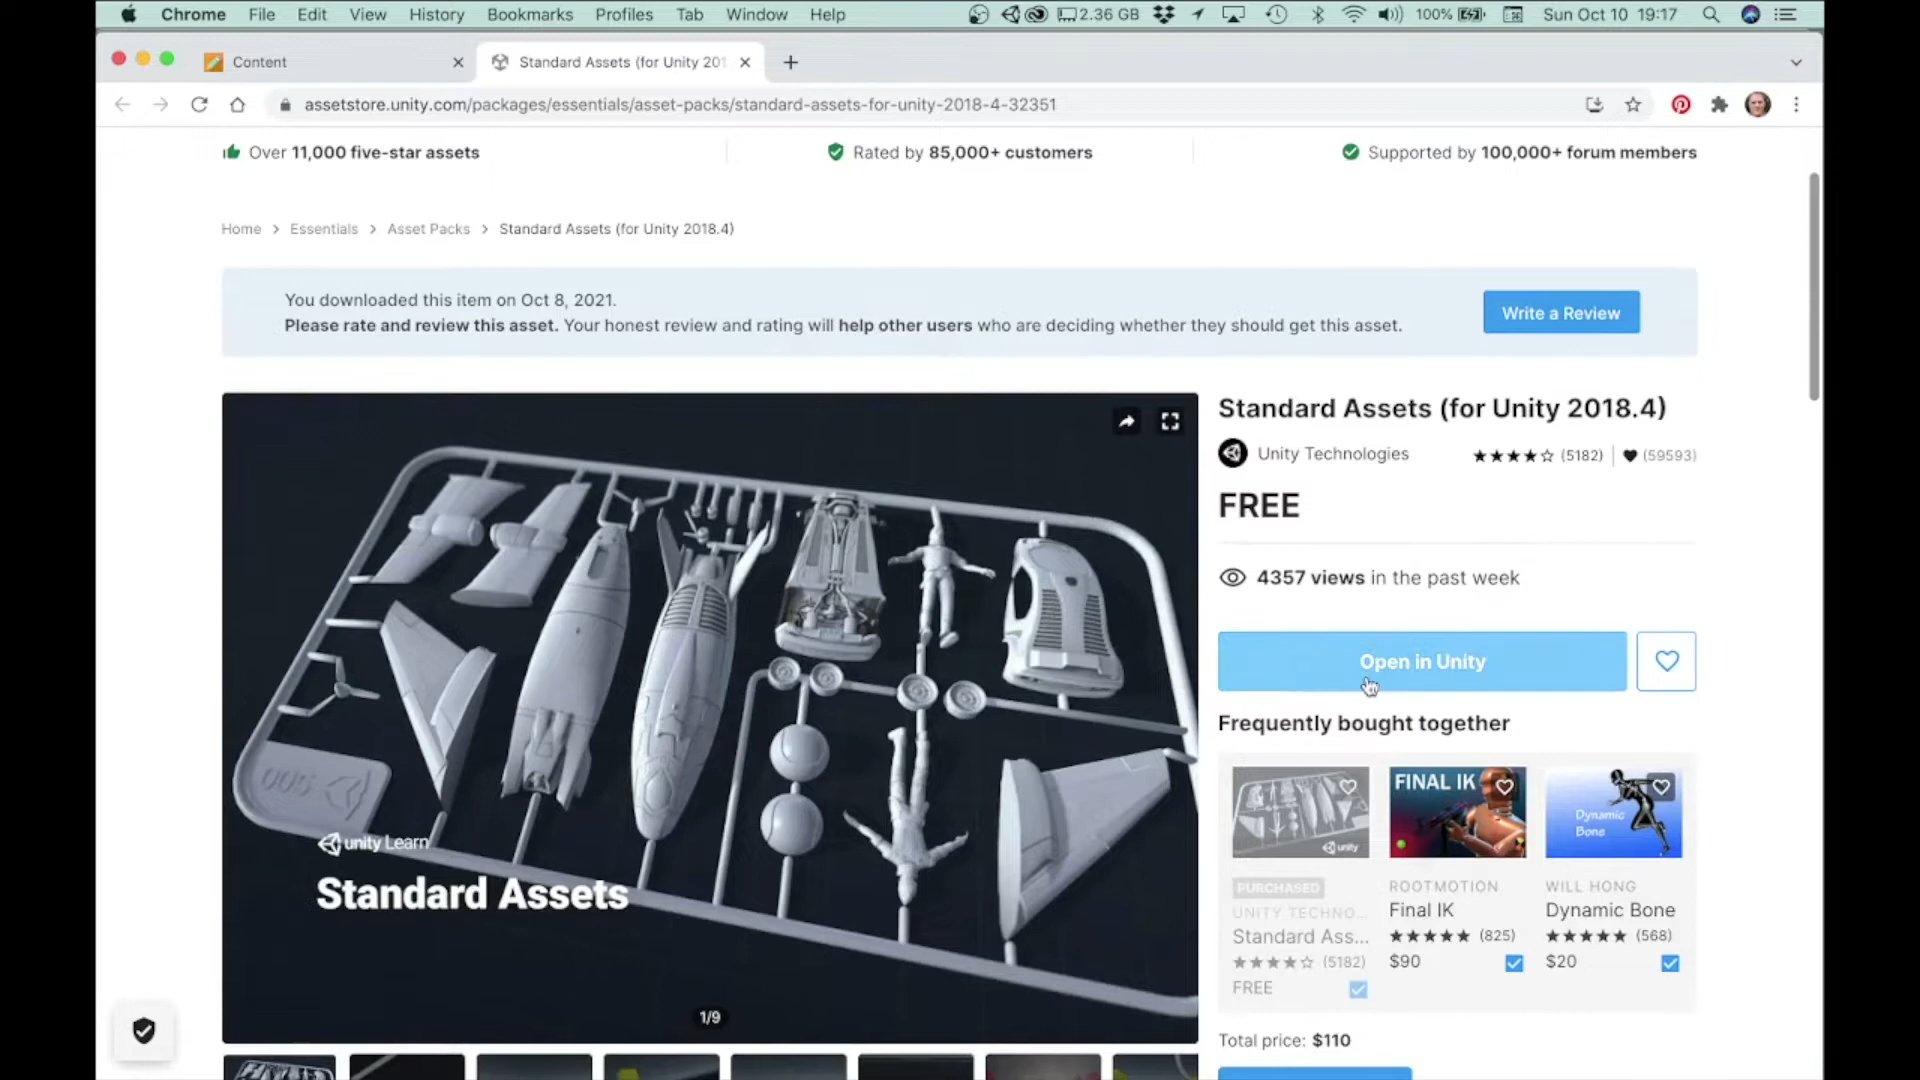 Chrome File Edit View History Bookmarks Profiles Tab Window Help 2.36 GB 100% Sun Oct 10 19:17
Content Standard Assets (for Unity 201
assetstore.unity.com/packages/essentials/asset-packs/standard-assets-for-unity-2018-4-32351
Over 11,000 five-star assets Rated by 85,000+ customers Supported by 100,000+ forum members
Home > Essentials > Asset Packs > Standard Assets (for Unity 2018.4)
You downloaded this item on Oct 8, 2021.
Please rate and review this asset. Your honest review and rating will help other users who are deciding whether they should get this asset.
Write a Review
005
unity Learn
Standard Assets
1/9
Standard Assets (for Unity 2018.4)
Unity Technologies ★★★★☆ (5182) | (59593)
FREE
4357 views in the past week
Open in Unity
Frequently bought together
unity
PURCHASED
UNITY TECHNO...
Standard Ass...
★★★★☆ (5182)
FREE
FINAL IK
ROOTMOTION
Final IK
★★★★★ (825)
$90
Dynamic
Bone
WILL HONG
Dynamic Bone
★★★★★ (568)
$20
Total price: $110